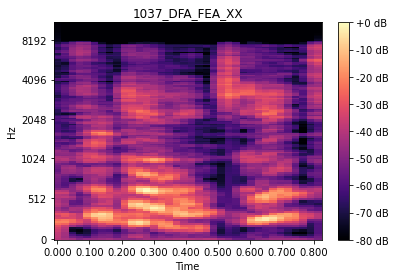 1037_DFA_FEA_XX
8192
4096
2048
1024
512
0
Hz
0.000 0.100 0.200 0.300 0.400 0.500 0.600 0.700 0.800
Time
+0 dB
-10 dB
-20 dB
-30 dB
-40 dB
-50 dB
-60 dB
-70 dB
-80 dB